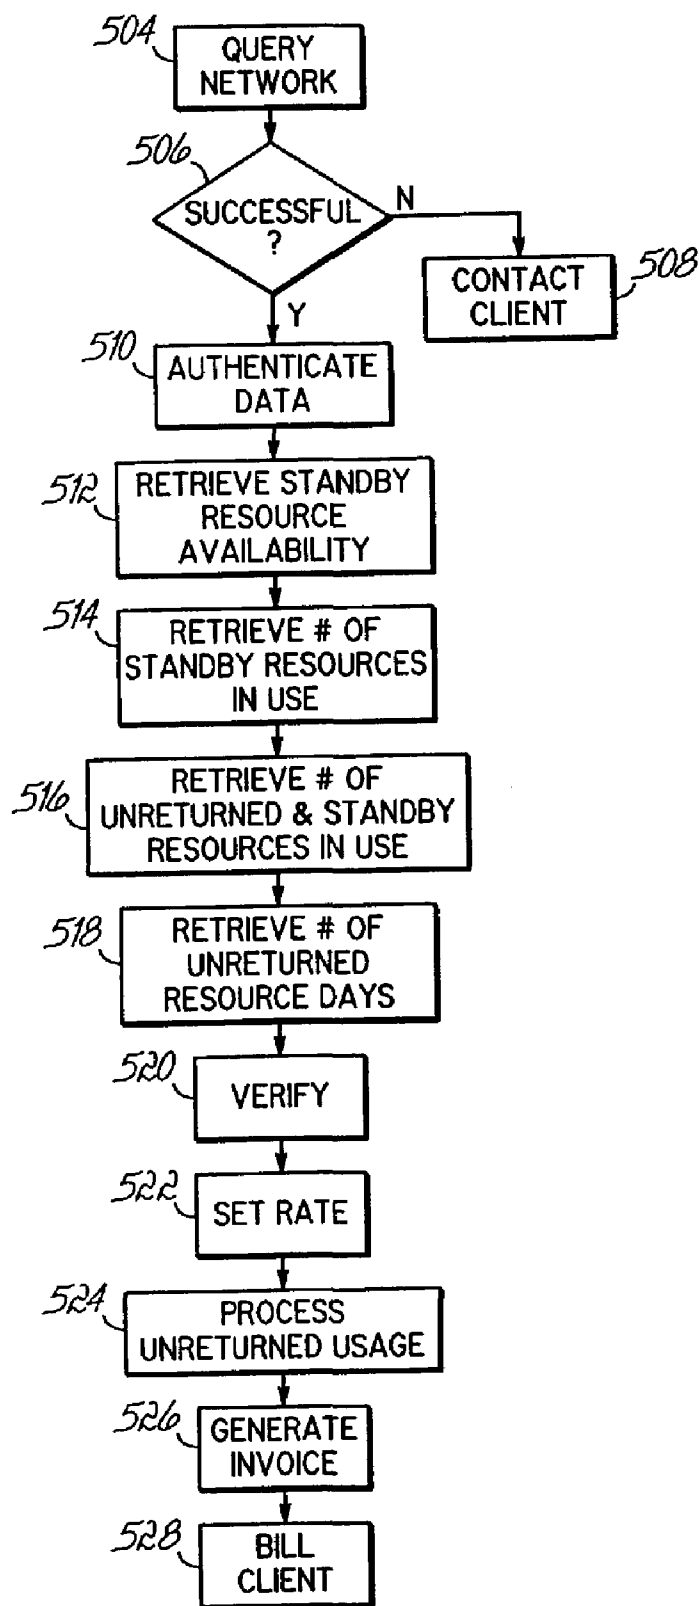 504
QUERY
NETWORK
506
SUCCESSFUL
?
N
CONTACT
CLIENT
508
Y
510
AUTHENTICATE
DATA
512
RETRIEVE STANDBY
RESOURCE
AVAILABILITY
514
RETRIEVE # OF
STANDBY RESOURCES
IN USE
516
RETRIEVE # OF
UNRETURNED & STANDBY
RESOURCES IN USE
518
RETRIEVE # OF
UNRETURNED
RESOURCE DAYS
520
VERIFY
522
SET RATE
524
PROCESS
UNRETURNED USAGE
526
GENERATE
INVOICE
528
BILL
CLIENT